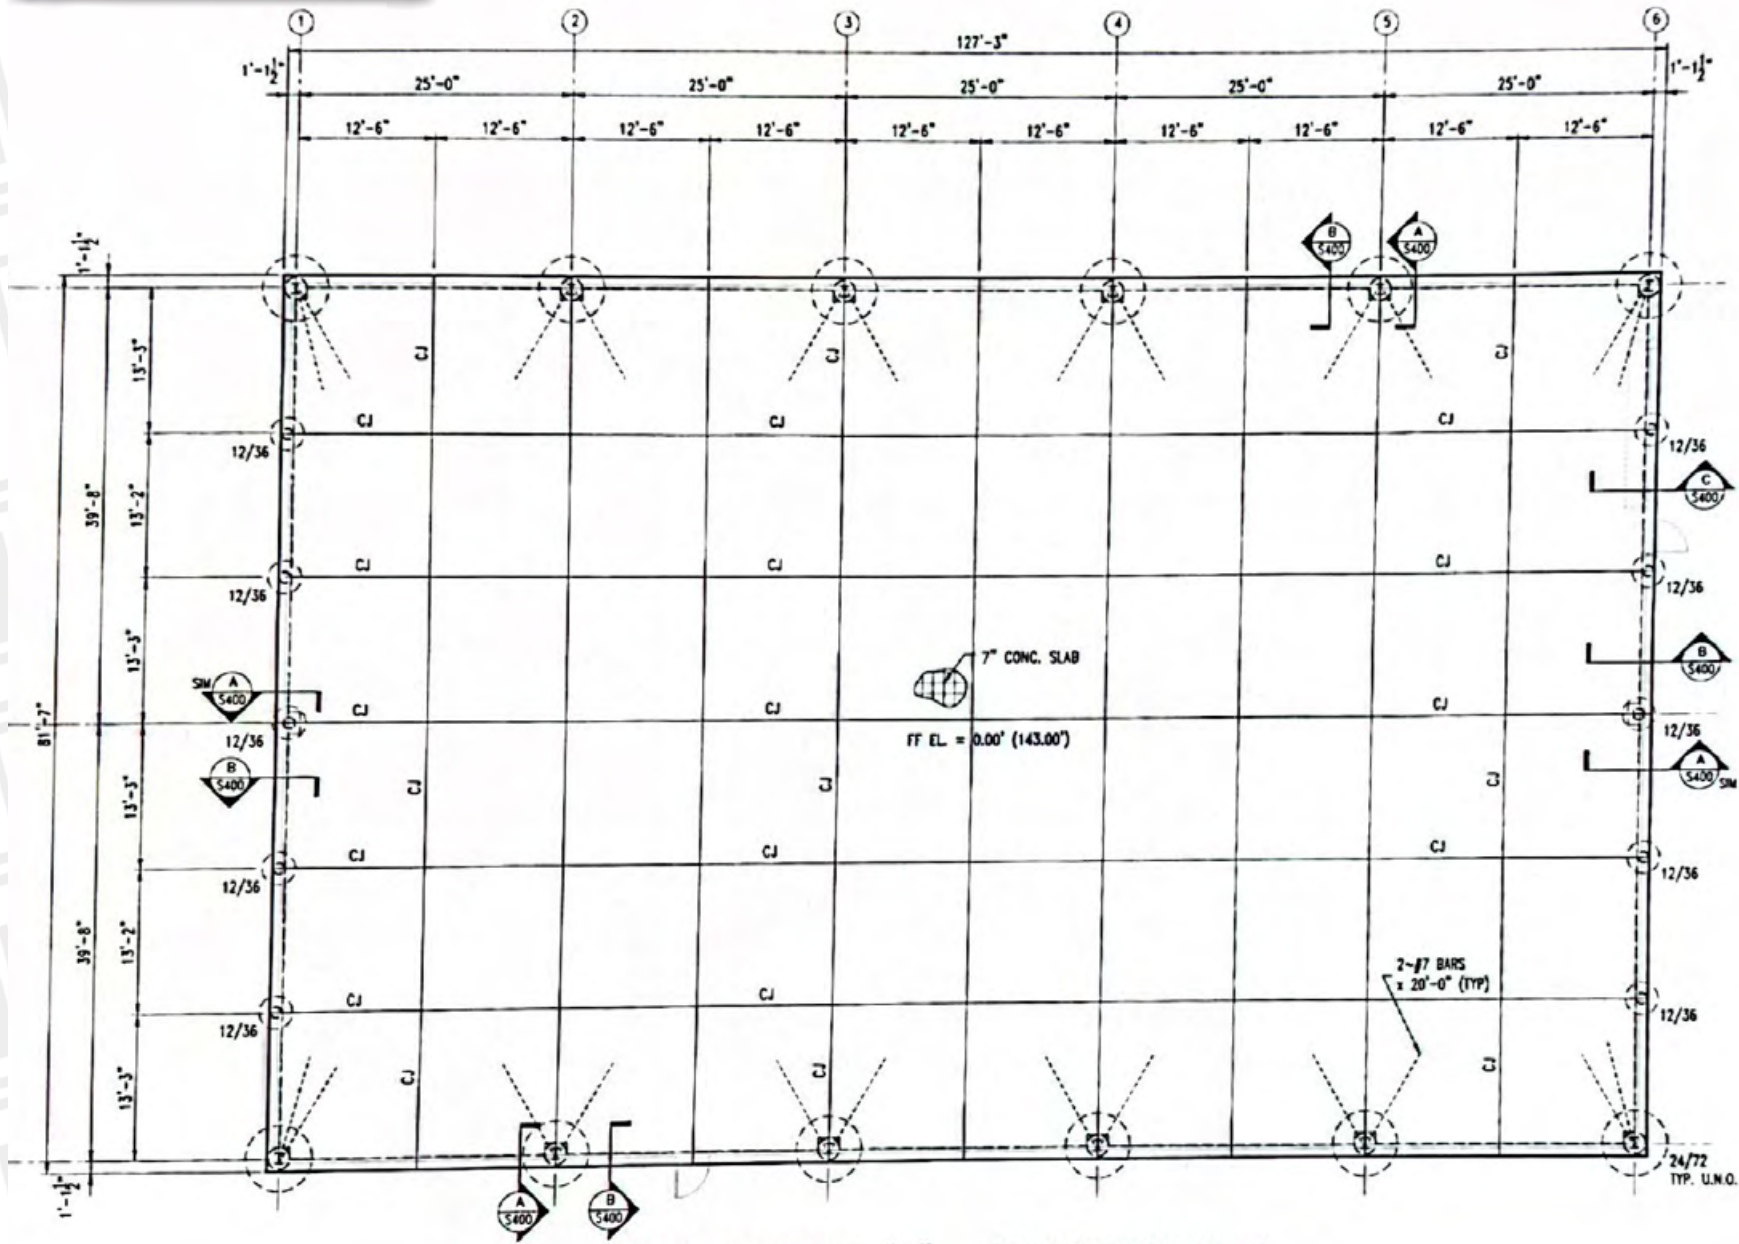 1 2 3 4 5 6
127'-3"
1'-1½" 1'-1½"
25'-0" 25'-0" 25'-0" 25'-0" 25'-0"
12'-6" 12'-6" 12'-6" 12'-6" 12'-6" 12'-6" 12'-6" 12'-6" 12'-6" 12'-6"
1'-1½"
B S400 A S400
13'-3" CJ CJ CJ
CJ CJ CJ
12/36 12/36
C S400
39'-8" 13'-2"
CJ CJ CJ
12/36 12/36
13'-3"
7" CONC. SLAB
B S400
SIM A S400
81'-7"
CJ CJ CJ
12/36 12/36
FF EL. = 0.00' (143.00')
B S400
A S400 SIM
13'-3" CJ CJ CJ
CJ CJ CJ
12/36 12/36
39'-8" 13'-2"
2~#7 BARS
x 20'-0" (TYP)
CJ CJ
12/36 12/36
13'-3" CJ CJ CJ
24/72
TYP. U.N.O.
1'-1½"
A S400 B S400